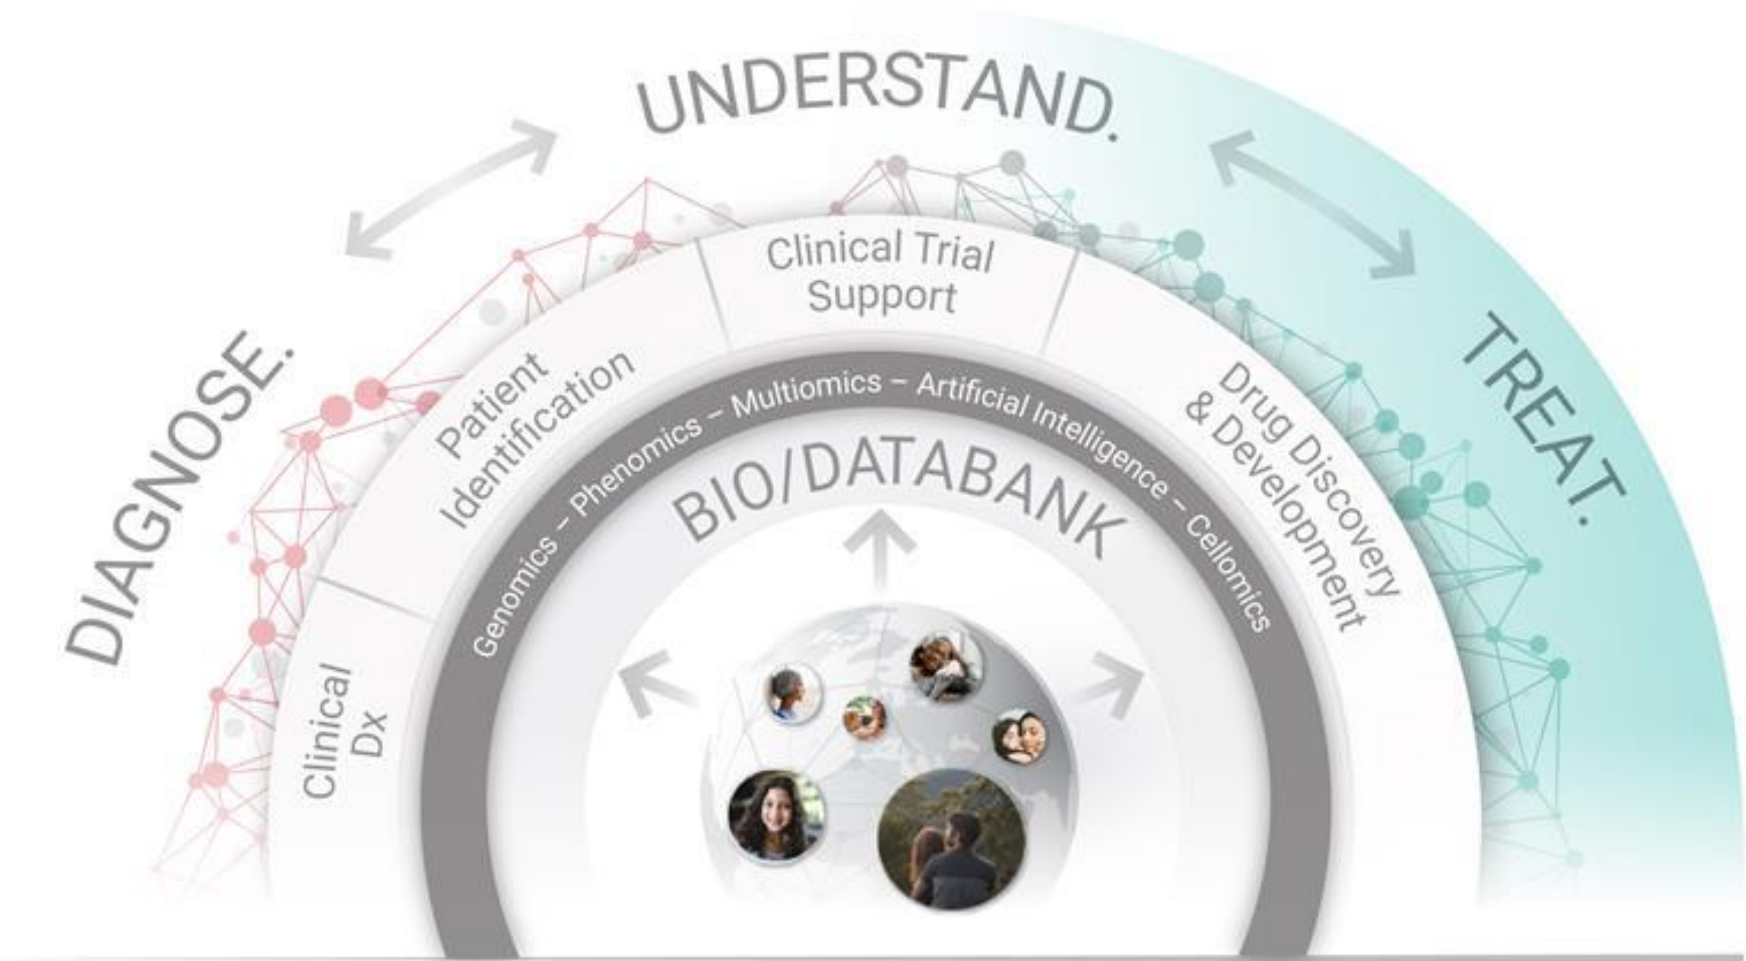 UNDERSTAND.
DIAGNOSE.
TREAT.
Clinical
Dx
Patient
Identification
Clinical Trial
Support
Drug Discovery
& Development
Genomics – Phenomics – Multiomics – Artificial Intelligence – Cellomics
BIO/DATABANK